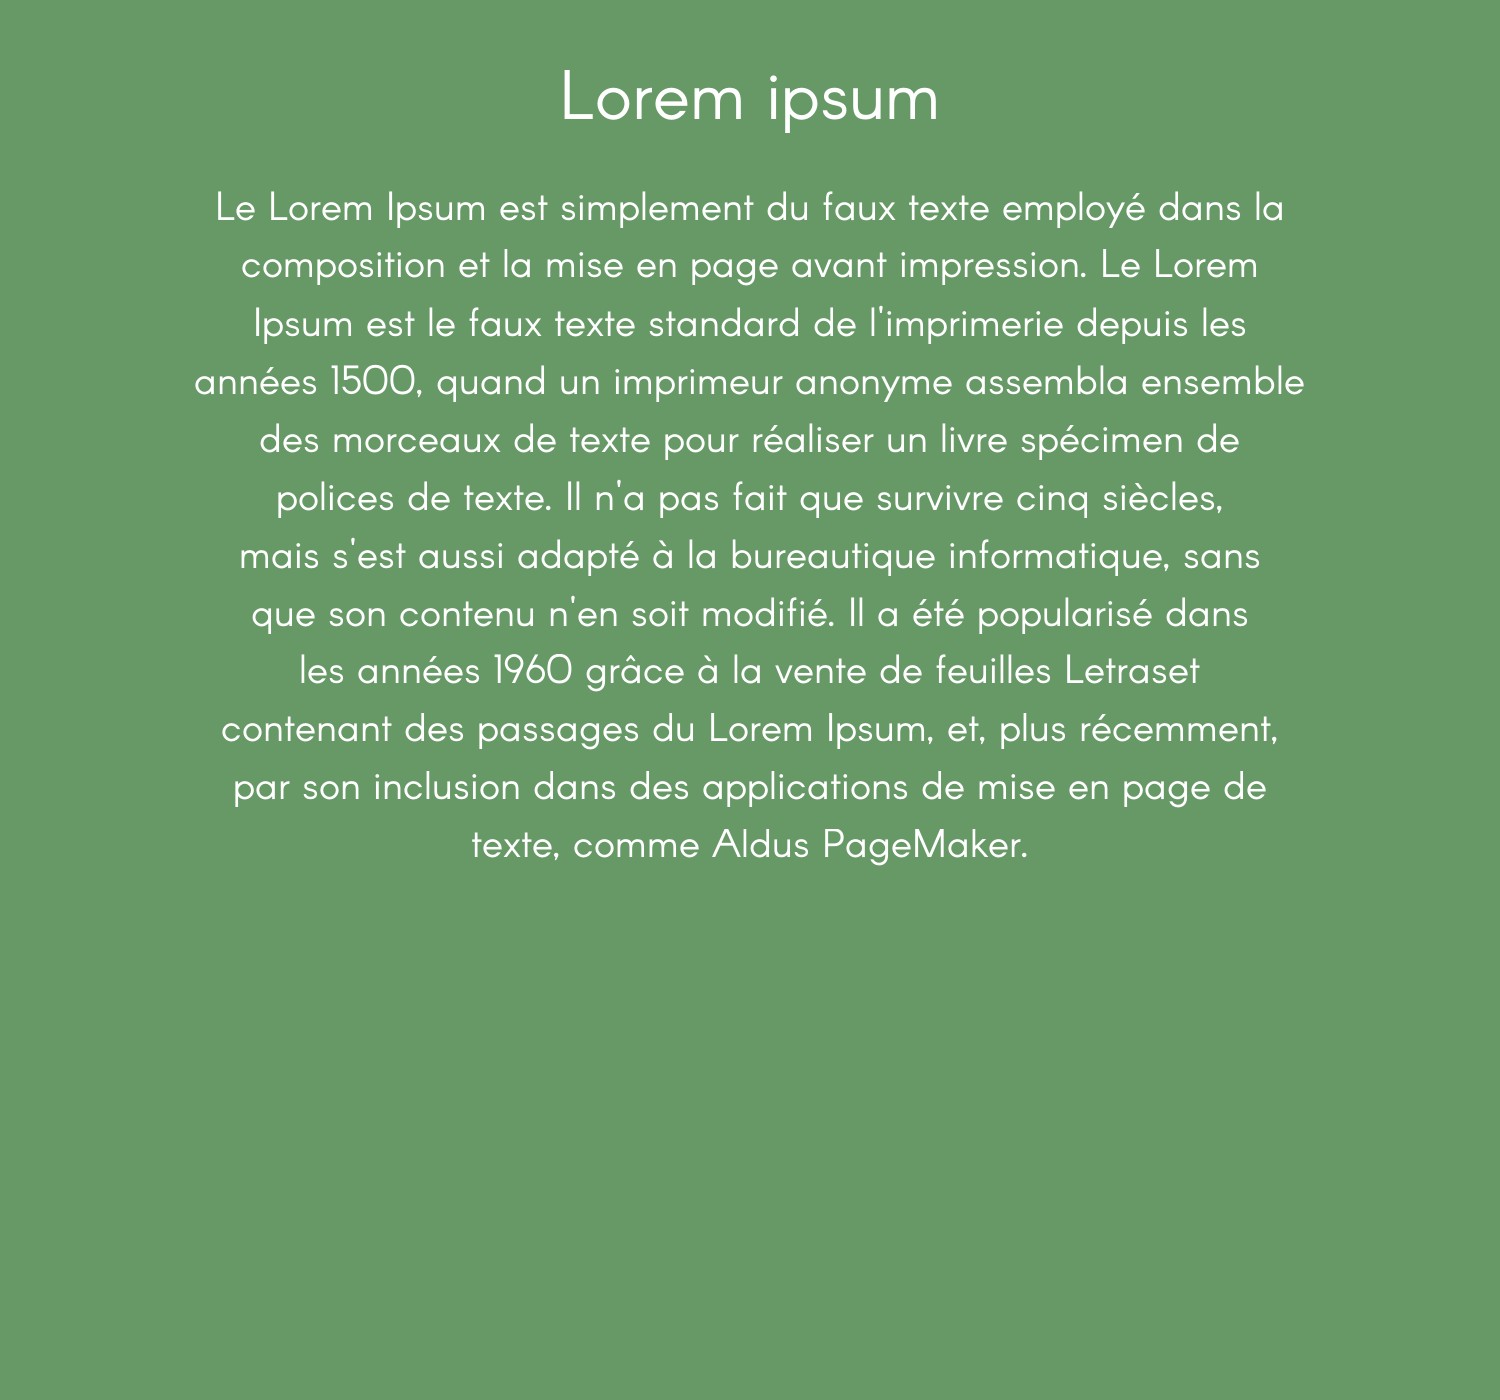 Lorem ipsum
Le Lorem Ipsum est simplement du faux texte employé dans la
composition et la mise en page avant impression. Le Lorem
Ipsum est le faux texte standard de l'imprimerie depuis les
années 1500, quand un imprimeur anonyme assembla ensemble
des morceaux de texte pour réaliser un livre spécimen de
polices de texte. Il n'a pas fait que survivre cinq siècles,
mais s'est aussi adapté à la bureautique informatique, sans
que son contenu n'en soit modifié. Il a été popularisé dans
les années 1960 grâce à la vente de feuilles Letraset
contenant des passages du Lorem Ipsum, et, plus récemment,
par son inclusion dans des applications de mise en page de
texte, comme Aldus PageMaker.